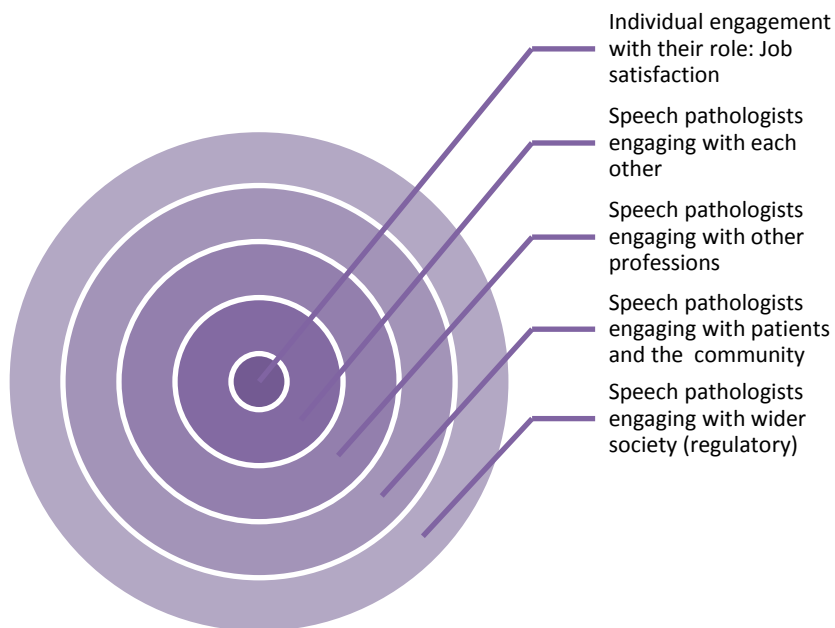 Individual engagement
with their role: Job
satisfaction
Speech pathologists
engaging with each
other
Speech pathologists
engaging with other
professions
Speech pathologists
engaging with patients
and the  community
Speech pathologists
engaging with wider
society (regulatory)